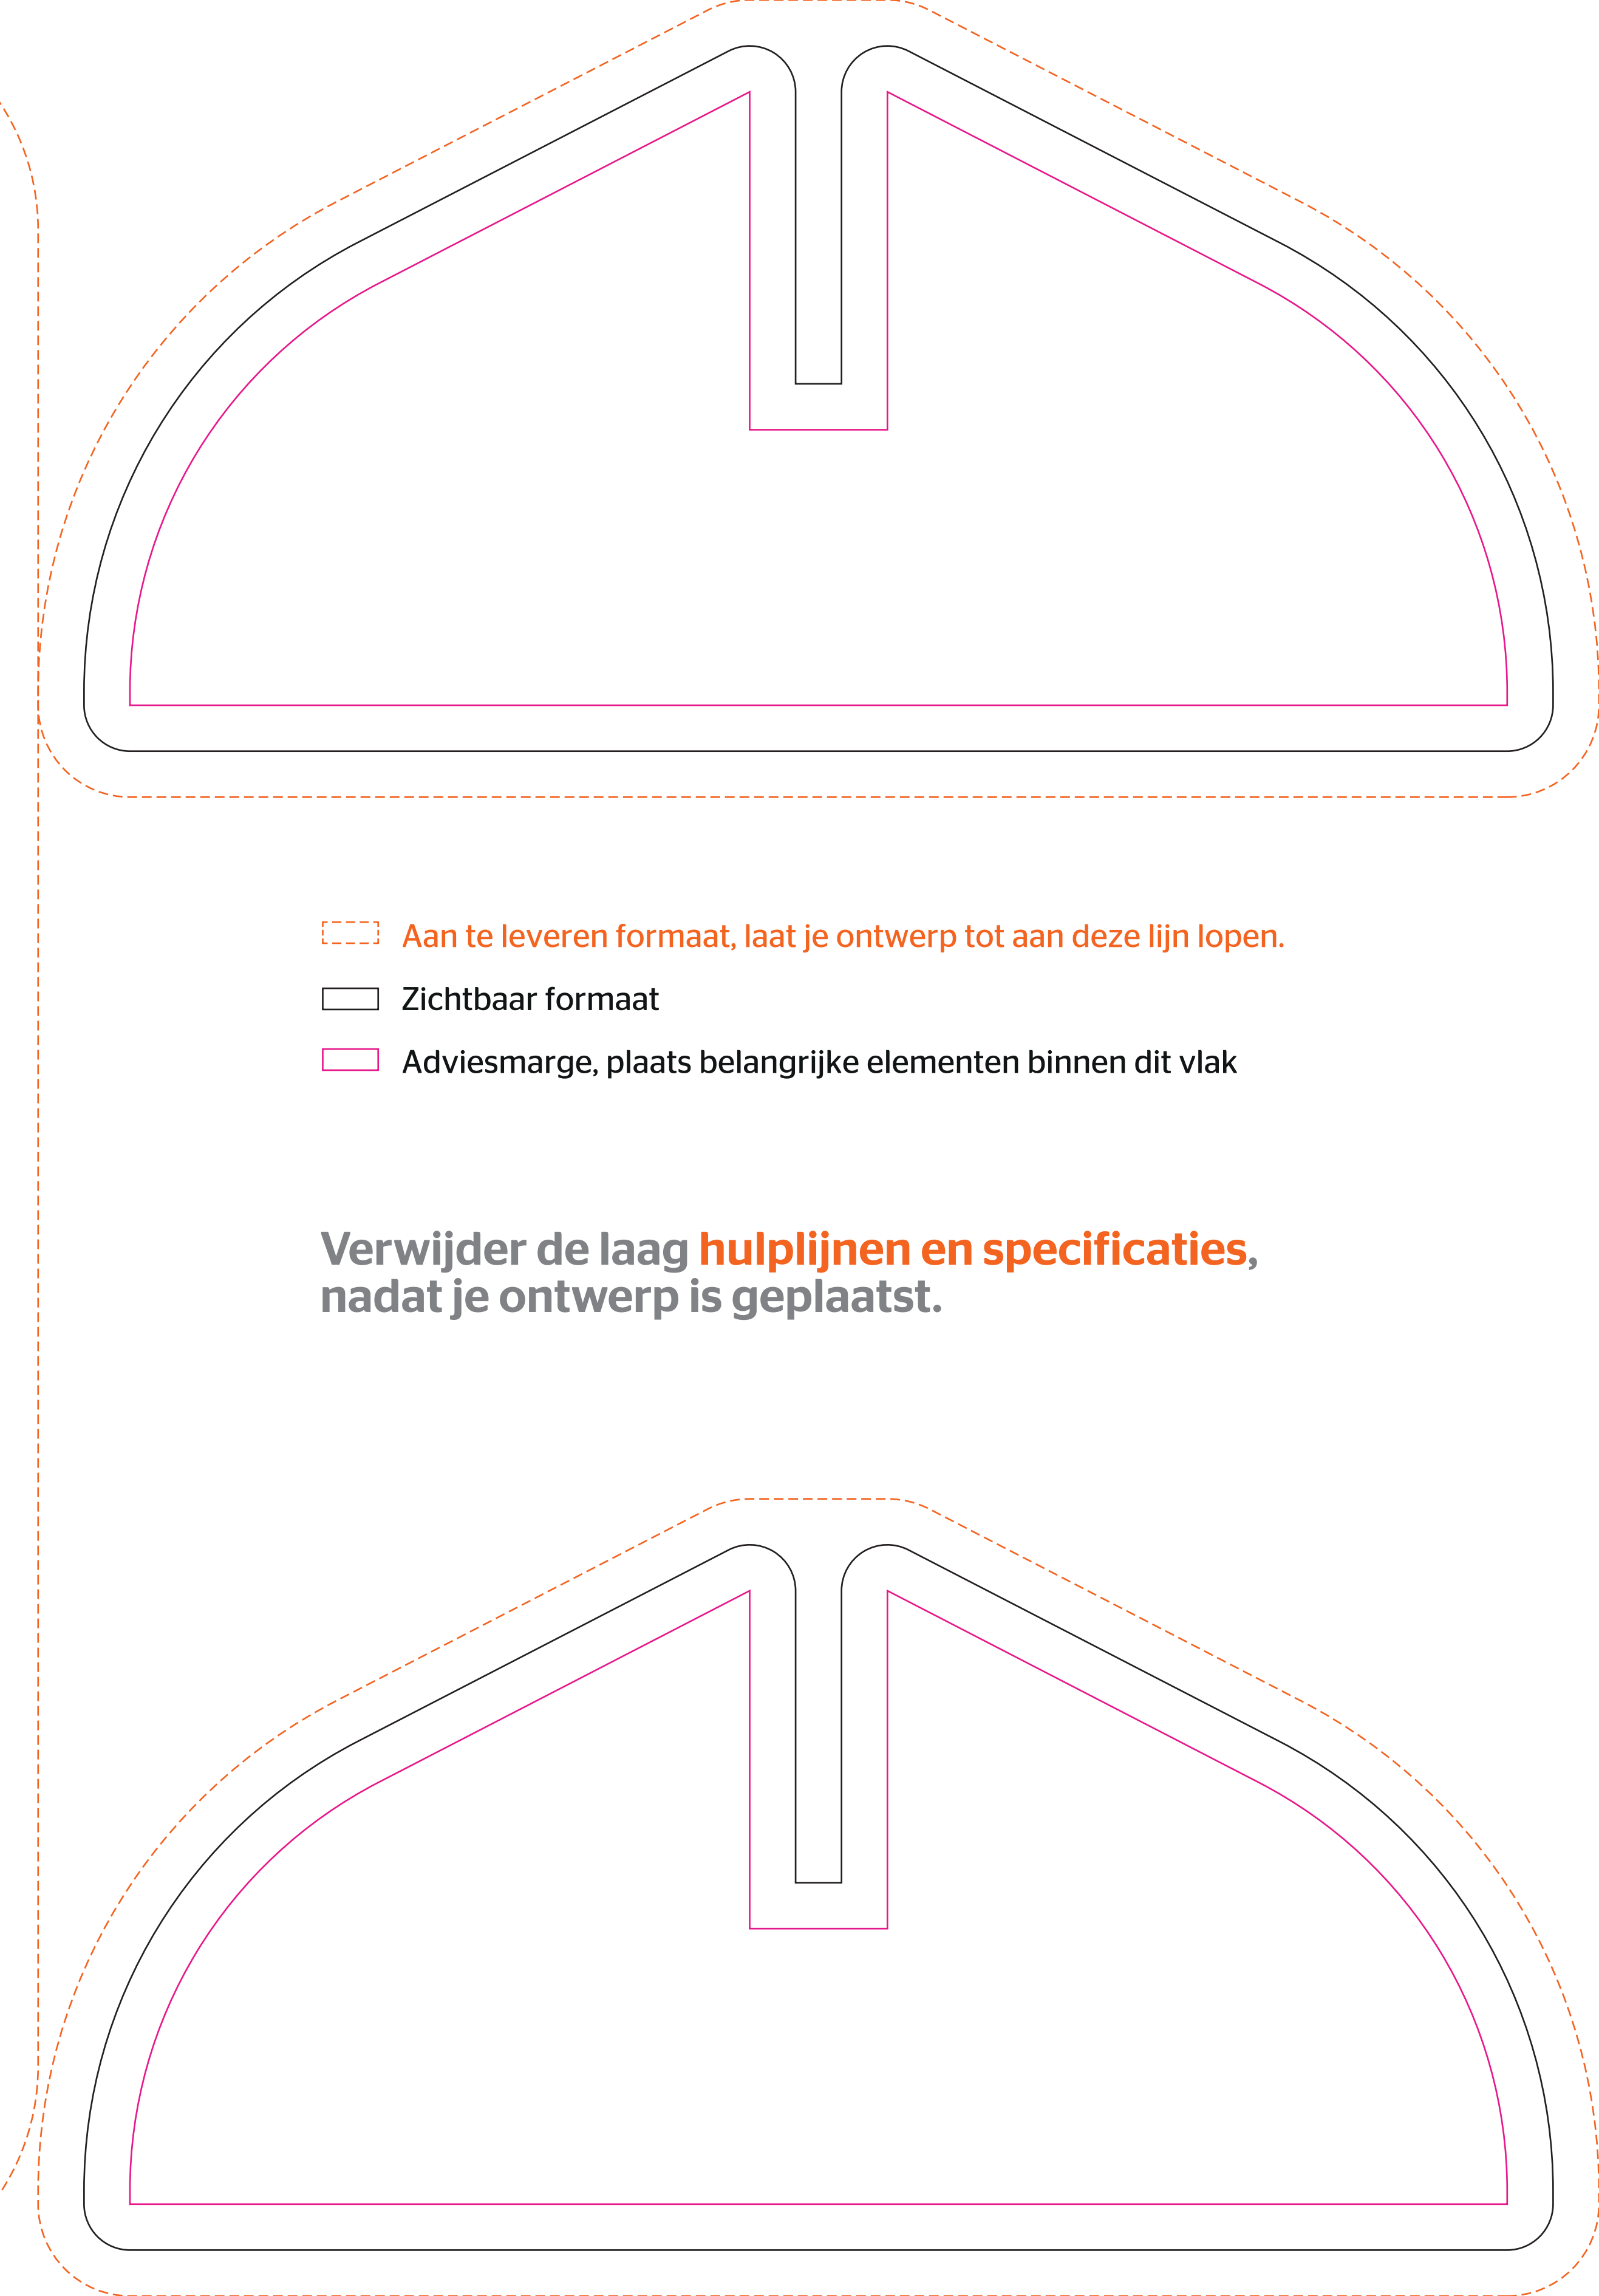 Aan te leveren formaat, laat je ontwerp tot aan deze lijn lopen.
Zichtbaar formaat
Adviesmarge, plaats belangrijke elementen binnen dit vlak
Verwijder de laag hulplijnen en specificaties,
nadat je ontwerp is geplaatst.